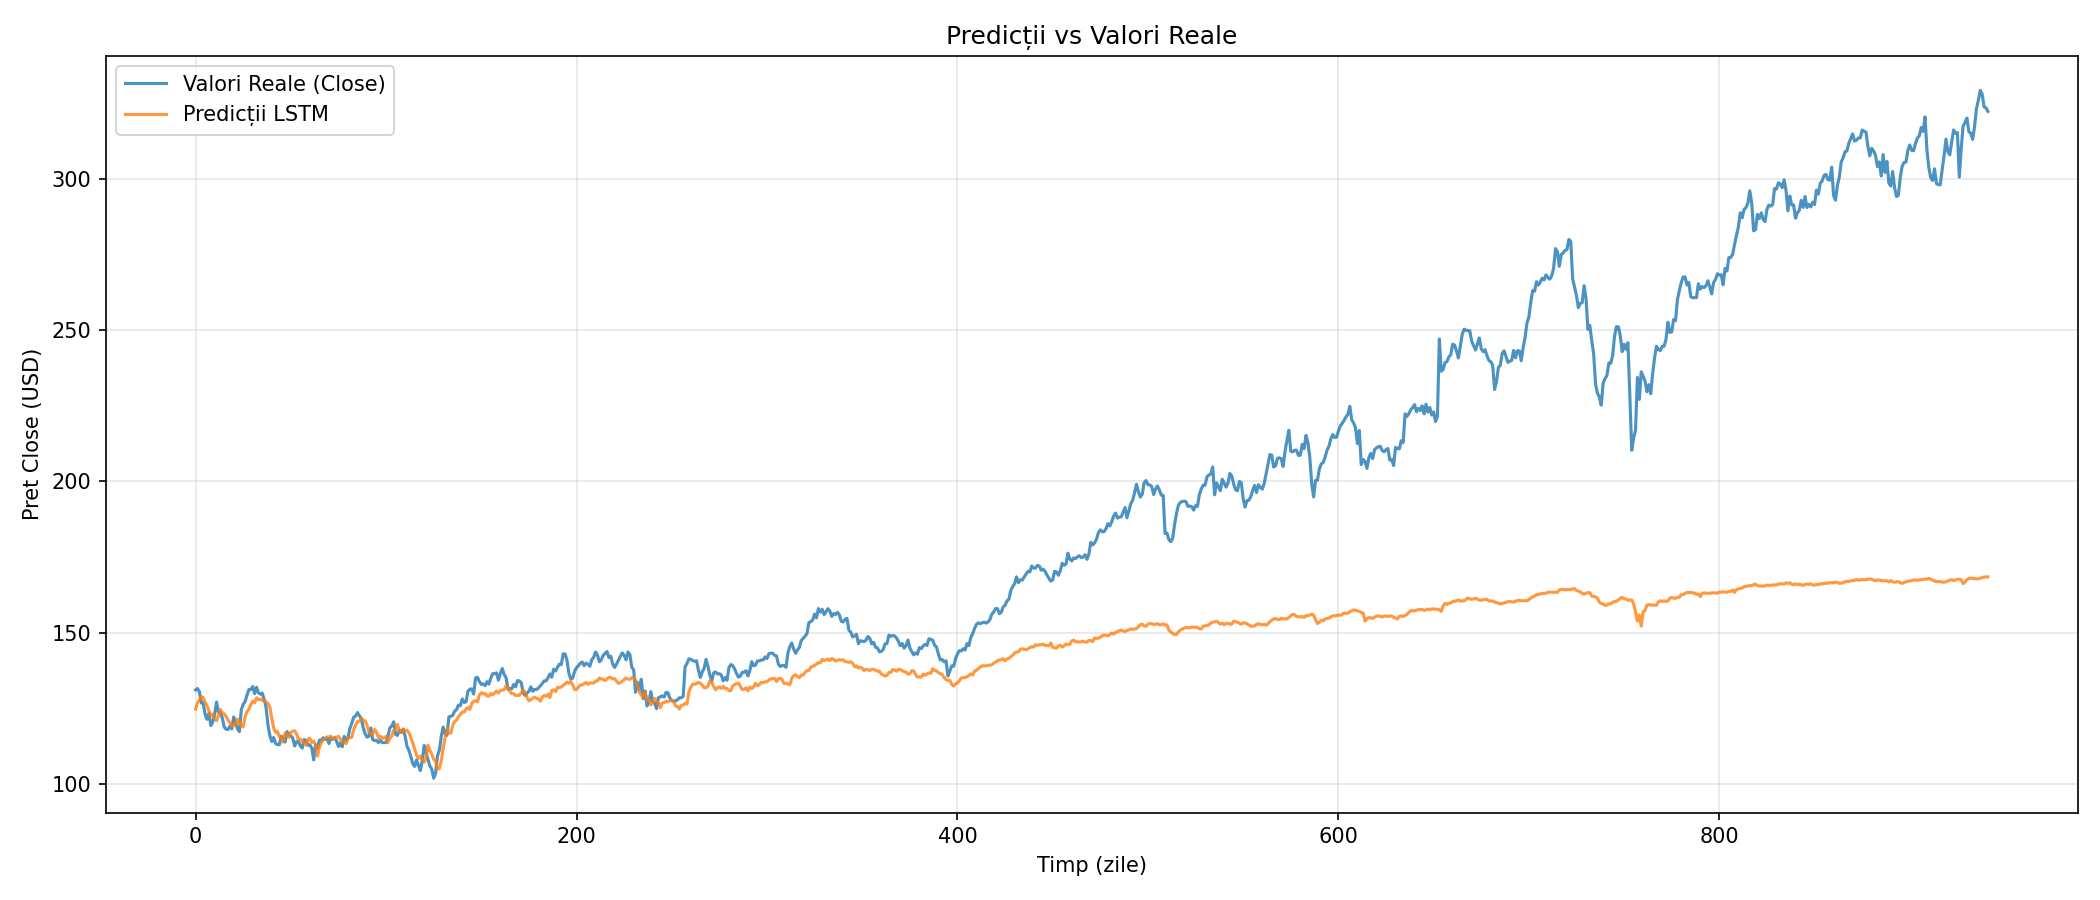 Predicții vs Valori Reale
Valori Reale (Close)
Predicții LSTM
Pret Close (USD)
300
250
200
150
100
0
200
400
600
800
Timp (zile)